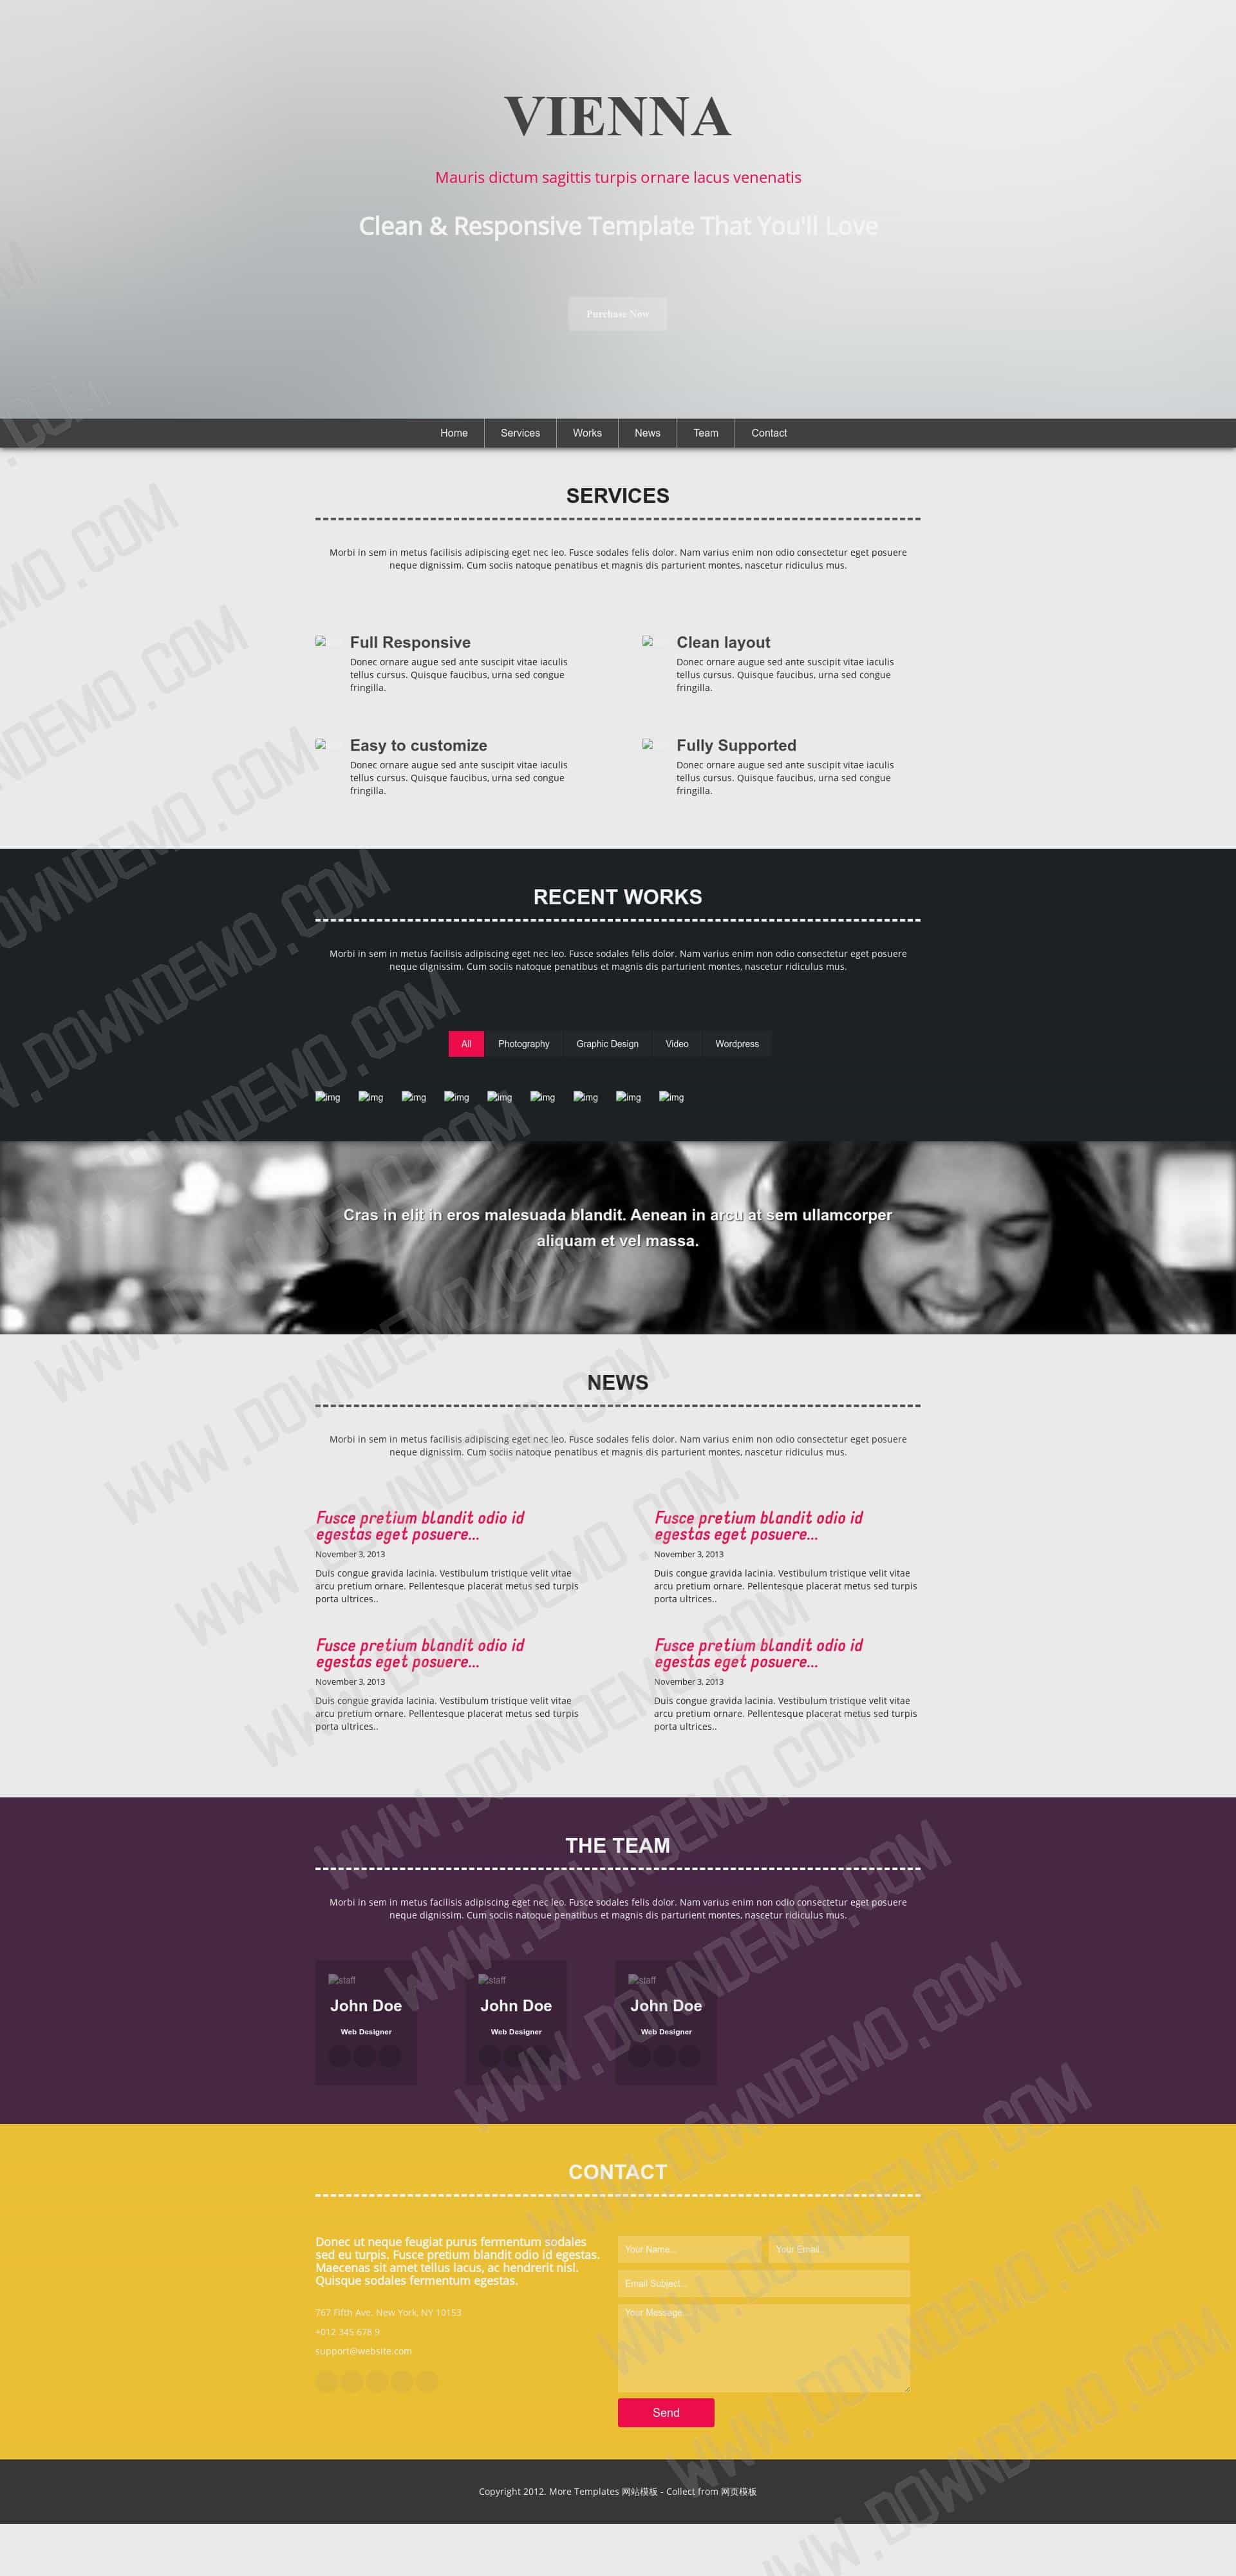 VIENNA
Mauris dictum sagittis turpis ornare lacus venenatis
Clean & Responsive Template That You'll Love
Purchase Now
Home
Services
Works
News
Team
Contact
SERVICES
Morbi in sem in metus facilisis adipiscing eget nec leo. Fusce sodales felis dolor. Nam varius enim non odio consectetur eget posuere
neque dignissim. Cum sociis natoque penatibus et magnis dis parturient montes, nascetur ridiculus mus.
Full Responsive
Donec ornare augue sed ante suscipit vitae iaculis
tellus cursus. Quisque faucibus, urna sed congue
fringilla.
Clean layout
Donec ornare augue sed ante suscipit vitae iaculis
tellus cursus. Quisque faucibus, urna sed congue
fringilla.
Easy to customize
Donec ornare augue sed ante suscipit vitae iaculis
tellus cursus. Quisque faucibus, urna sed congue
fringilla.
Fully Supported
Donec ornare augue sed ante suscipit vitae iaculis
tellus cursus. Quisque faucibus, urna sed congue
fringilla.
RECENT WORKS
Morbi in sem in metus facilisis adipiscing eget nec leo. Fusce sodales felis dolor. Nam varius enim non odio consectetur eget posuere
neque dignissim. Cum sociis natoque penatibus et magnis dis parturient montes, nascetur ridiculus mus.
All
Photography
Graphic Design
Video
Wordpress
img img img img img img img img img
Cras in elit in eros malesuada blandit. Aenean in arcu at sem ullamcorper
aliquam et vel massa.
NEWS
Morbi in sem in metus facilisis adipiscing eget nec leo. Fusce sodales felis dolor. Nam varius enim non odio consectetur eget posuere
neque dignissim. Cum sociis natoque penatibus et magnis dis parturient montes, nascetur ridiculus mus.
Fusce pretium blandit odio id
egestas eget posuere...
November 3, 2013
Duis congue gravida lacinia. Vestibulum tristique velit vitae
arcu pretium ornare. Pellentesque placerat metus sed turpis
porta ultrices..
Fusce pretium blandit odio id
egestas eget posuere...
November 3, 2013
Duis congue gravida lacinia. Vestibulum tristique velit vitae
arcu pretium ornare. Pellentesque placerat metus sed turpis
porta ultrices..
Fusce pretium blandit odio id
egestas eget posuere...
November 3, 2013
Duis congue gravida lacinia. Vestibulum tristique velit vitae
arcu pretium ornare. Pellentesque placerat metus sed turpis
porta ultrices..
Fusce pretium blandit odio id
egestas eget posuere...
November 3, 2013
Duis congue gravida lacinia. Vestibulum tristique velit vitae
arcu pretium ornare. Pellentesque placerat metus sed turpis
porta ultrices..
THE TEAM
Morbi in sem in metus facilisis adipiscing eget nec leo. Fusce sodales felis dolor. Nam varius enim non odio consectetur eget posuere
neque dignissim. Cum sociis natoque penatibus et magnis dis parturient montes, nascetur ridiculus mus.
staff
John Doe
Web Designer
staff
John Doe
Web Designer
staff
John Doe
Web Designer
CONTACT
Donec ut neque feugiat purus fermentum sodales
sed eu turpis. Fusce pretium blandit odio id egestas.
Maecenas sit amet tellus lacus, ac hendrerit nisl.
Quisque sodales fermentum egestas.
767 Fifth Ave. New York, NY 10153
+012 345 678 9
support@website.com
Your Name...
Your Email...
Email Subject...
Your Message...
Send
Copyright 2012. More Templates 网站模板 - Collect from 网页模板
WWW.DOWNDEMO.COM